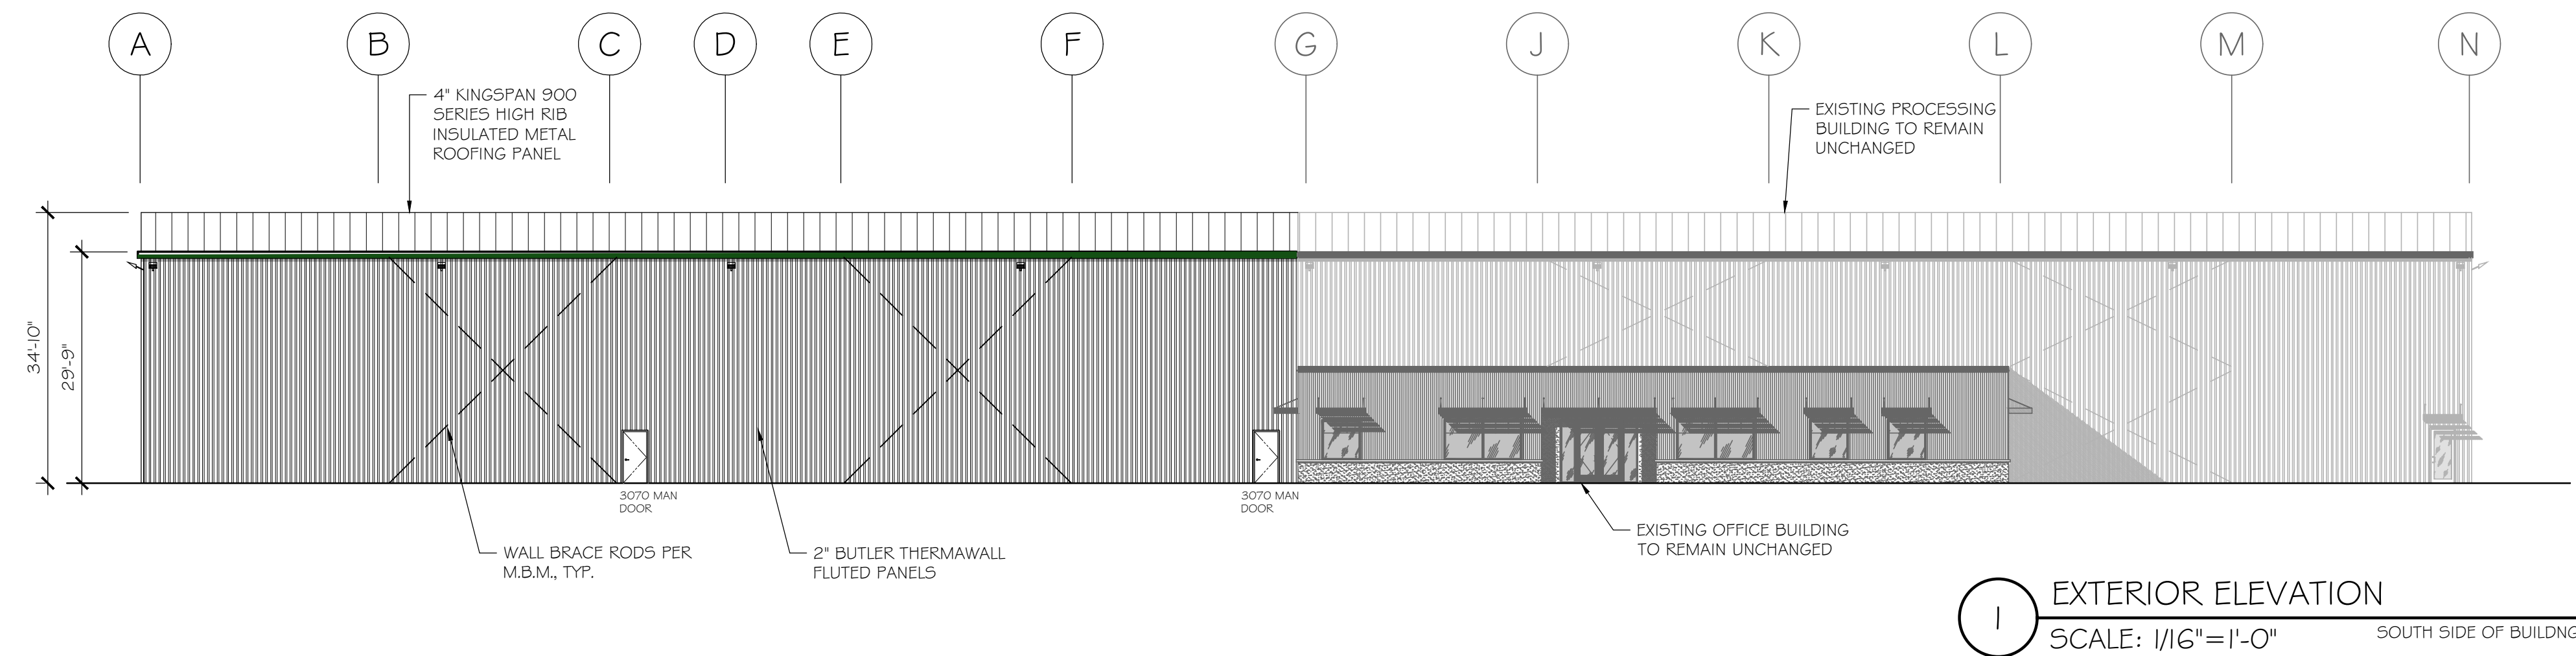 A
B
C
D
E
F
G
J
K
L
M
N
4" KINGSPAN 900
SERIES HIGH RIB
INSULATED METAL
ROOFING PANEL
EXISTING PROCESSING
BUILDING TO REMAIN
UNCHANGED
34'-10"
29'-9"
3070 MAN
DOOR
3070 MAN
DOOR
WALL BRACE RODS PER
M.B.M., TYP.
2" BUTLER THERMAWALL
FLUTED PANELS
EXISTING OFFICE BUILDING
TO REMAIN UNCHANGED
1
EXTERIOR ELEVATION
SCALE: 1/16"=1'-0"
SOUTH SIDE OF BUILDNG